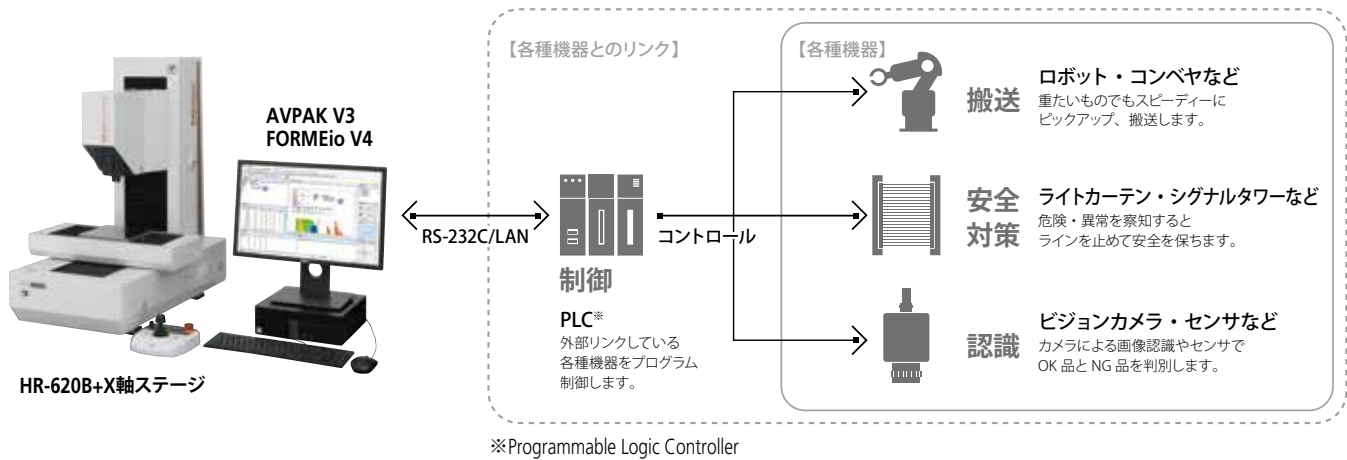 【各種機器とのリンク】
【各種機器】
AVPAK V3
FORMEio V4
RS-232C/LAN
HR-620B+X軸ステージ
制御
PLC※
外部リンクしている
各種機器をプログラム
制御します。
コントロール
搬送
ロボット・コンベヤなど
重たいものでもスピーディーに
ピックアップ、搬送します。
安全
対策
ライトカーテン・シグナルタワーなど
危険・異常を察知すると
ラインを止めて安全を保ちます。
認識
ビジョンカメラ・センサなど
カメラによる画像認識やセンサで
OK 品と NG 品を判別します。
※Programmable Logic Controller